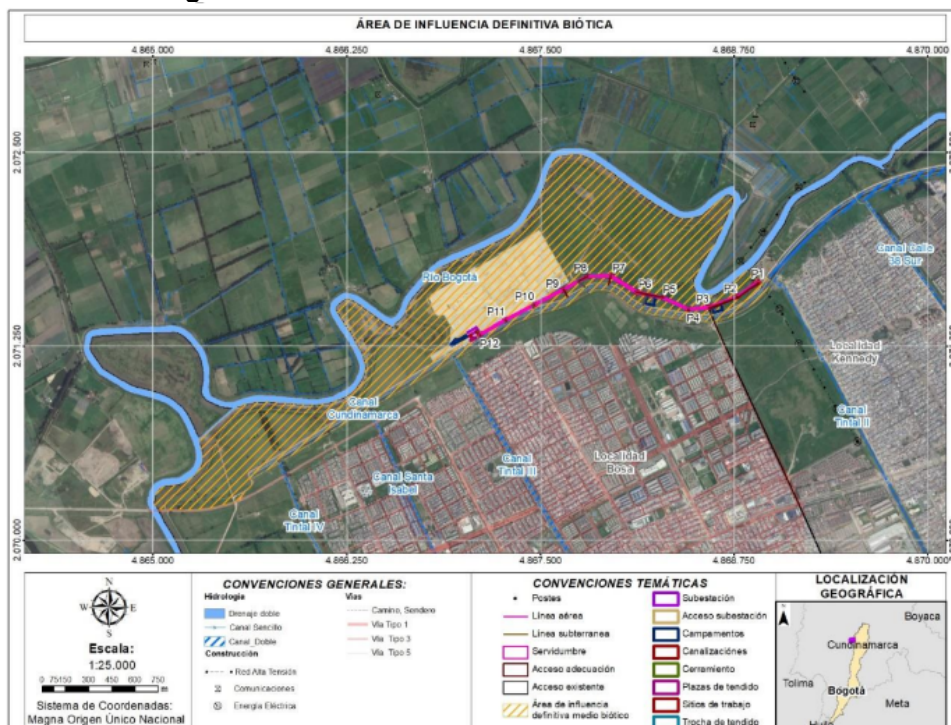 ÁREA DE INFLUENCIA DEFINITIVA BIÓTICA
4.865.000 4.866.250 4.867.500 4.868.750 4.870.000
2.072.500
Canal Calle
38 Sur
Río Bogotá
P8 P7 P1
P9 P6 P5 P2
P10 P3
P11 P4
P12
2.071.250
Localidad
Kennedy
Canal
Cundinamarca
Canal
Tintal II
Canal Santa
Isabel
Canal
Tintal III
Localidad
Bosa
Canal
Tintal IV
2.070.000
4.865.000 4.866.250 4.867.500 4.868.750 4.870.000
N
W E
S
Escala:
1:25.000
0 75150 300 450 600 750
m
Sistema de Coordenadas:
Magna Origen Único Nacional
CONVENCIONES GENERALES:
Hidrología
Drenaje doble
Canal Sencillo
Canal Doble
Construcción
Red Alta Tensión
Comunicaciones
Energía Eléctrica
Vías
Camino, Sendero
Vía Tipo 1
Vía Tipo 3
Vía Tipo 5
CONVENCIONES TEMÁTICAS
Postes
Línea aérea
Línea subterranea
Servidumbre
Acceso adecuación
Acceso existente
Área de influencia
definitiva medio biótico
Subestación
Acceso subestación
Campamentos
Canalizaciónes
Cerramiento
Plazas de tendido
Sitios de trabajo
Trocha de tendido
LOCALIZACIÓN
GEOGRÁFICA
N
Boyaca
Cundinamarca
Tolima
Bogotá
Meta